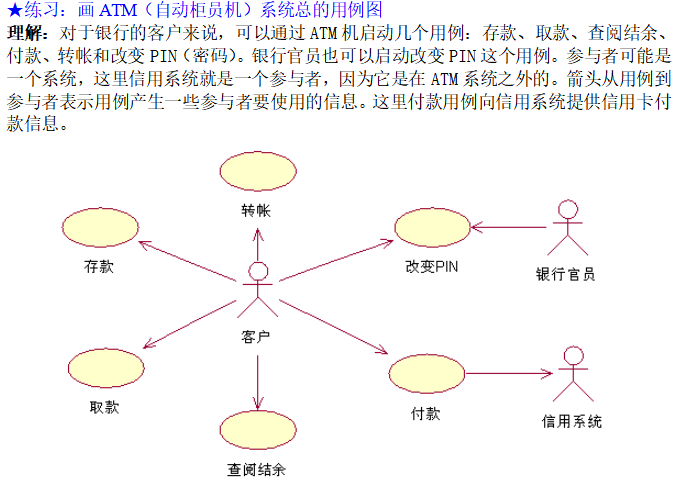 ★练习：画 ATM（自动柜员机）系统总的用例图
理解：对于银行的客户来说，可以通过 ATM 机启动几个用例：存款、取款、查阅结余、
付款、转帐和改变 PIN（密码）。银行官员也可以启动改变 PIN 这个用例。参与者可能是
一个系统，这里信用系统就是一个参与者，因为它是在 ATM 系统之外的。箭头从用例到
参与者表示用例产生一些参与者要使用的信息。这里付款用例向信用系统提供信用卡付
款信息。
转帐
存款
改变PIN
银行官员
客户
取款
付款
信用系统
查阅结余